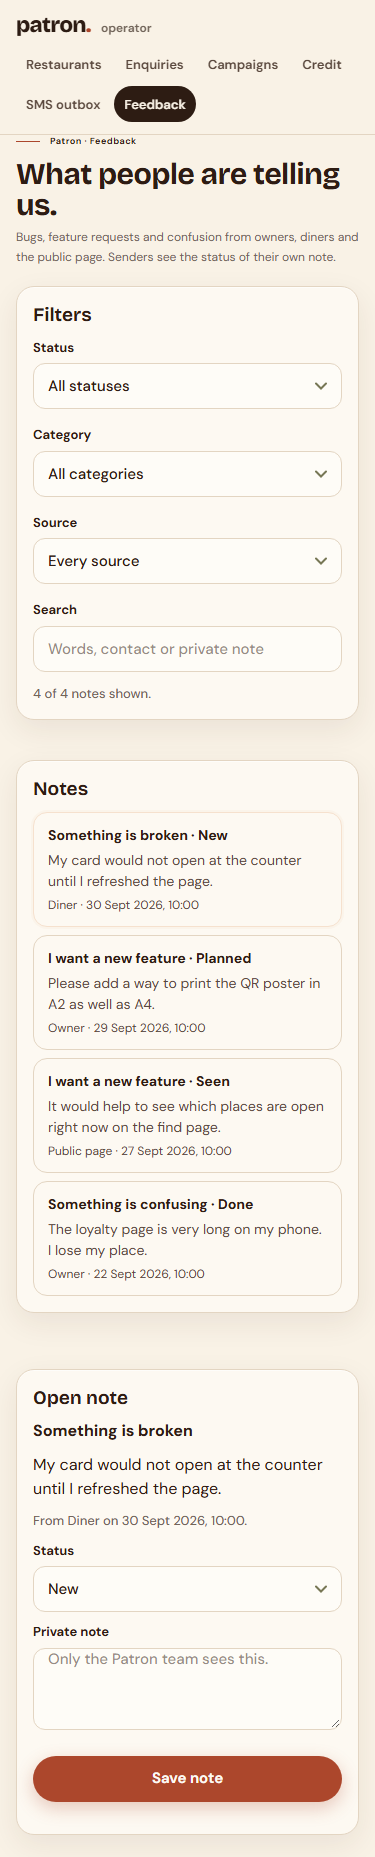 patron. operator
Restaurants Enquiries Campaigns Credit
SMS outbox Feedback
Patron · Feedback
What people are telling
us.
Bugs, feature requests and confusion from owners, diners and
the public page. Senders see the status of their own note.
Filters
Status
All statuses
Category
All categories
Source
Every source
Search
Words, contact or private note
4 of 4 notes shown.
Notes
Something is broken · New
My card would not open at the counter
until I refreshed the page.
Diner · 30 Sept 2026, 10:00
I want a new feature · Planned
Please add a way to print the QR poster in
A2 as well as A4.
Owner · 29 Sept 2026, 10:00
I want a new feature · Seen
It would help to see which places are open
right now on the find page.
Public page · 27 Sept 2026, 10:00
Something is confusing · Done
The loyalty page is very long on my phone.
I lose my place.
Owner · 22 Sept 2026, 10:00
Open note
Something is broken
My card would not open at the counter
until I refreshed the page.
From Diner on 30 Sept 2026, 10:00.
Status
New
Private note
Only the Patron team sees this.
Save note